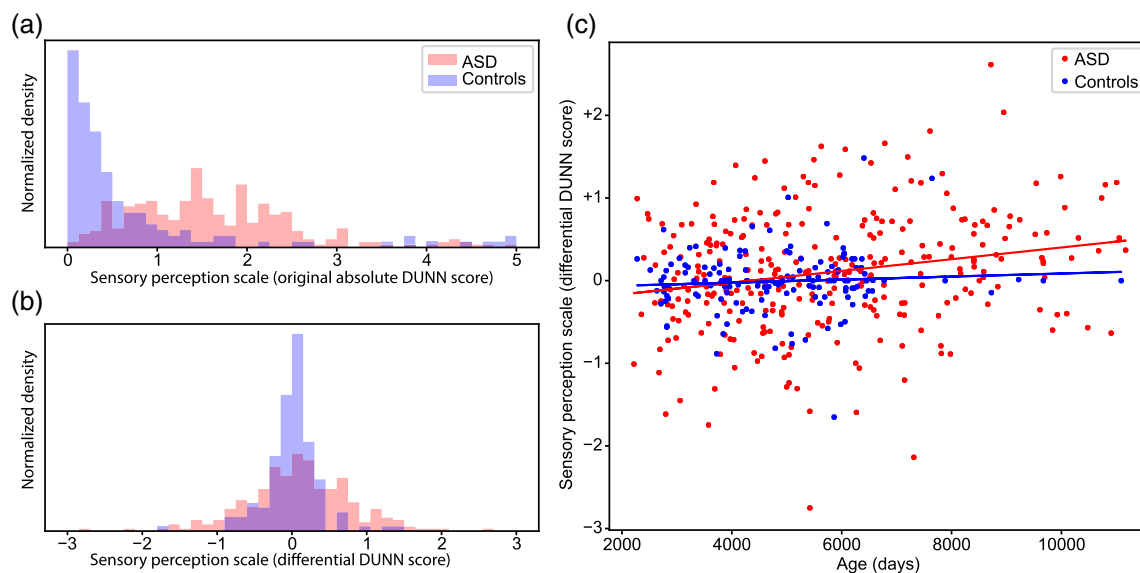 (a)
Normalized density
ASD
Controls
0 1 2 3 4 5
Sensory perception scale (original absolute DUNN score)
(b)
Normalized density
−3 −2 −1 0 1 2 3
Sensory perception scale (differential DUNN score)
(c)
Sensory perception scale (differential DUNN score)
ASD
Controls
+2
+1
0
−1
−2
−3
2000 4000 6000 8000 10000
Age (days)